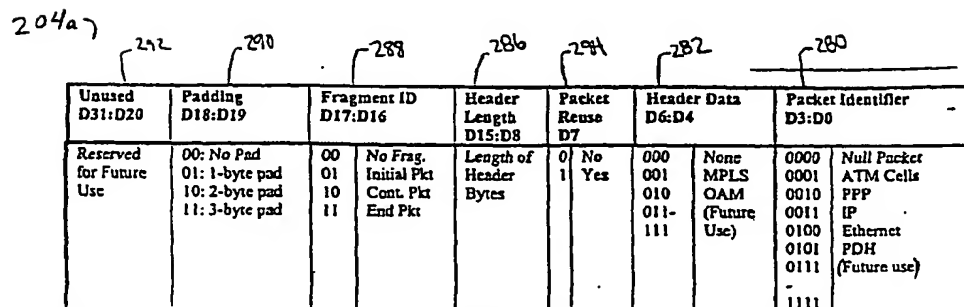 204a
292 290 288 286 284 282 280
Unused D31:D20
Padding D18:D19
Fragment ID D17:D16
Header Length D15:D8
Packet Reuse D7
Header Data D6:D4
Packet Identifier D3:D0
Reserved for Future Use
00: No Pad
01: 1-byte pad
10: 2-byte pad
11: 3-byte pad
00 No Frag.
01 Initial Pkt
10 Cont. Pkt
11 End Pkt
Length of Header Bytes
0 No
1 Yes
000 None
001 MPLS
010 OAM
011- (Future
111 Use)
0000 Null Packet
0001 ATM Cells
0010 PPP
0011 IP
0100 Ethernet
0101 PDH
0111 (Future use)
-
1111